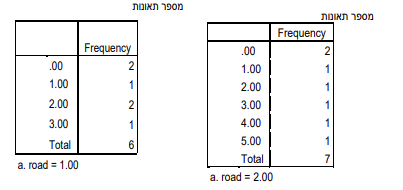 מספר תאונות
Frequency
.00 2
1.00 1
2.00 2
3.00 1
Total 6
a. road = 1.00
מספר תאונות
Frequency
.00 2
1.00 1
2.00 1
3.00 1
4.00 1
5.00 1
Total 7
a. road = 2.00